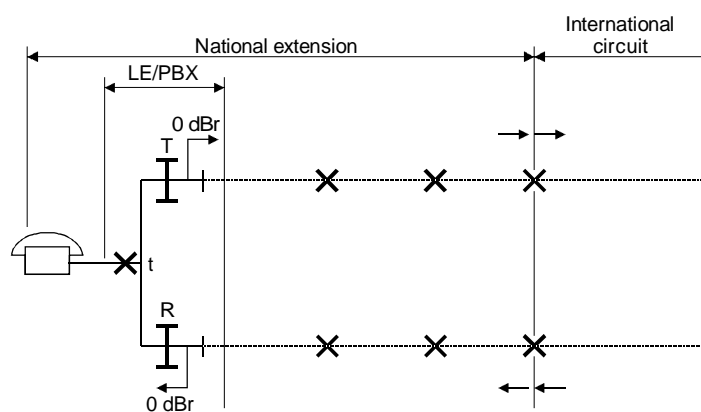 National extension
International
circuit
LE/PBX
0 dBr
T
t
R
0 dBr